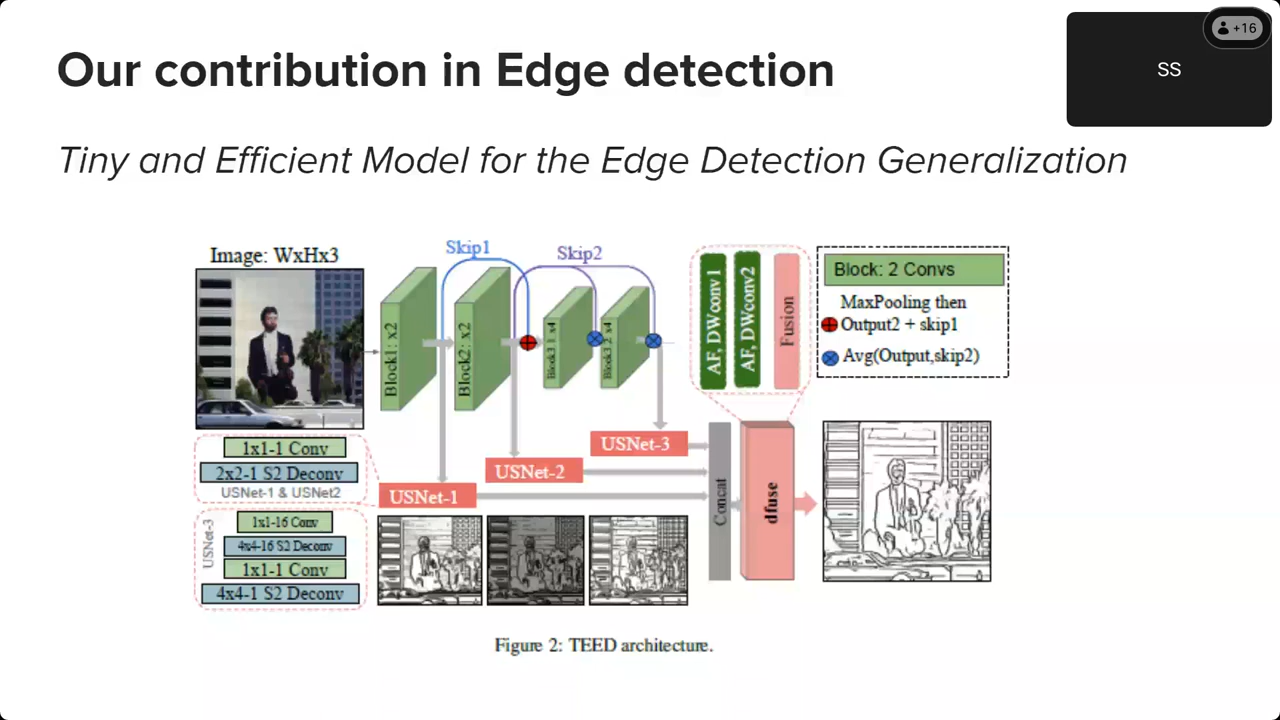 Our contribution in Edge detection
+16
SS
Tiny and Efficient Model for the Edge Detection Generalization
Image: WxHx3
Skip1
Skip2
Block1: x2
Block2: x2
Block3 1 x4
Block3 2 x4
AF, DWconv1
AF, DWconv2
Fusion
Block: 2 Convs
MaxPooling then
Output2 + skip1
Avg(Output,skip2)
1x1-1 Conv
2x2-1 S2 Deconv
USNet-1 & USNet2
USNet-3
1x1-16 Conv
4x4-16 S2 Deconv
1x1-1 Conv
4x4-1 S2 Deconv
USNet-3
USNet-2
USNet-1
Concat
dfuse
Figure 2: TEED architecture.